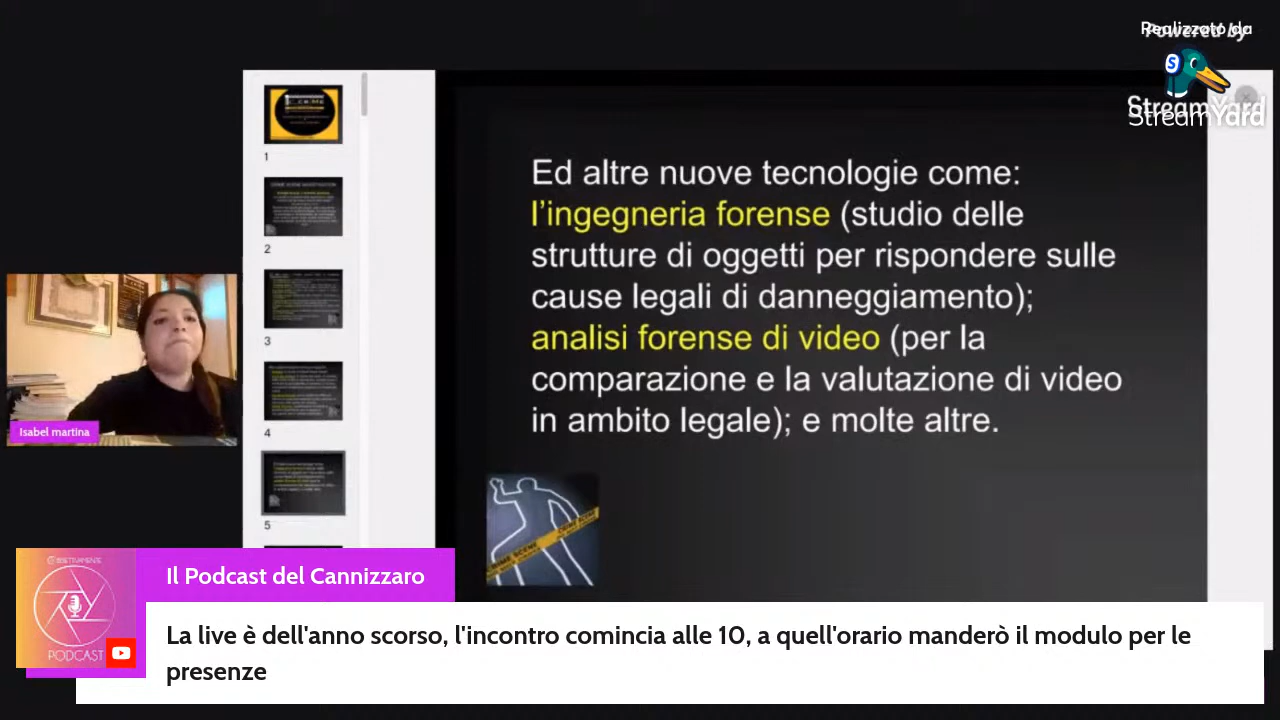 Realizzato da
Powered by
StreamYard
StreamYard
1
2
3
4
5
Ed altre nuove tecnologie come:
l'ingegneria forense (studio delle
strutture di oggetti per rispondere sulle
cause legali di danneggiamento);
analisi forense di video (per la
comparazione e la valutazione di video
in ambito legale); e molte altre.
CRIME SCENE
Isabel martina
PODCAST
Il Podcast del Cannizzaro
La live è dell'anno scorso, l'incontro comincia alle 10, a quell'orario manderò il modulo per le
presenze